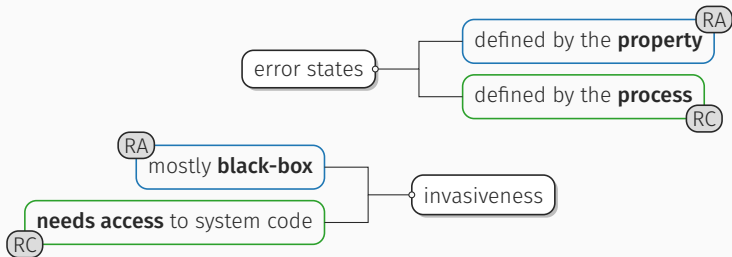 RA
defined by the property
error states
defined by the process
RC
RA
mostly black-box
invasiveness
needs access to system code
RC